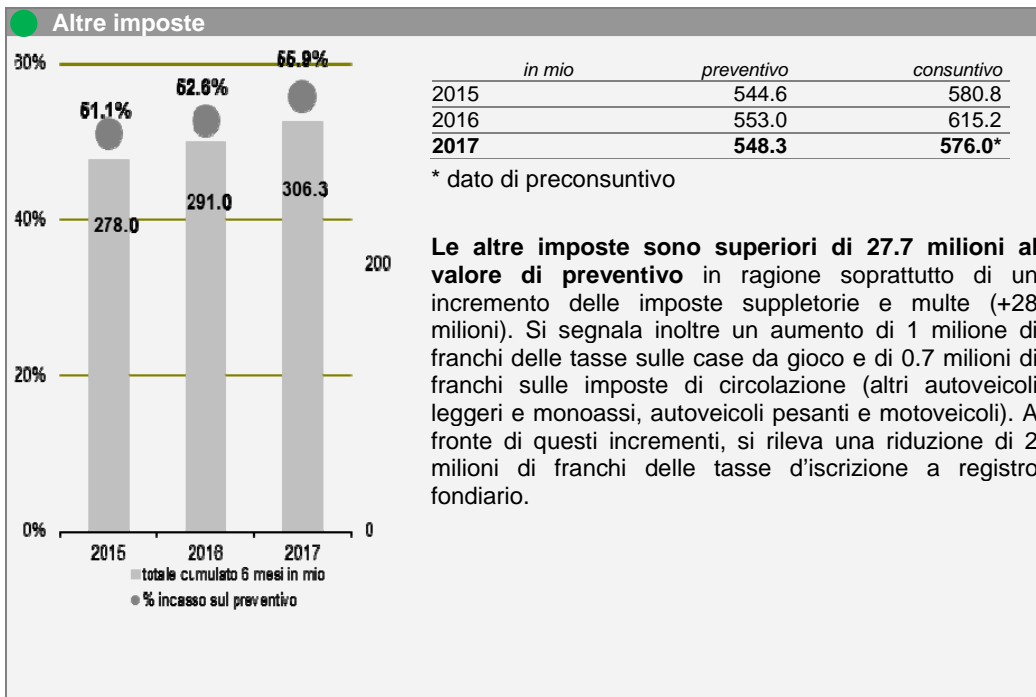 Altre imposte
60%
40%
20%
0%
200
0
51.1%
52.6%
55.9%
278.0
291.0
306.3
2015 2016 2017
totale cumulato 6 mesi in mio
% incasso sul preventivo
in mio preventivo consuntivo
2015 544.6 580.8
2016 553.0 615.2
2017 548.3 576.0*
* dato di preconsuntivo
Le altre imposte sono superiori di 27.7 milioni al
valore di preventivo in ragione soprattutto di un
incremento delle imposte suppletorie e multe (+28
milioni). Si segnala inoltre un aumento di 1 milione di
franchi delle tasse sulle case da gioco e di 0.7 milioni di
franchi sulle imposte di circolazione (altri autoveicoli
leggeri e monoassi, autoveicoli pesanti e motoveicoli). A
fronte di questi incrementi, si rileva una riduzione di 2
milioni di franchi delle tasse d’iscrizione a registro
fondiario.